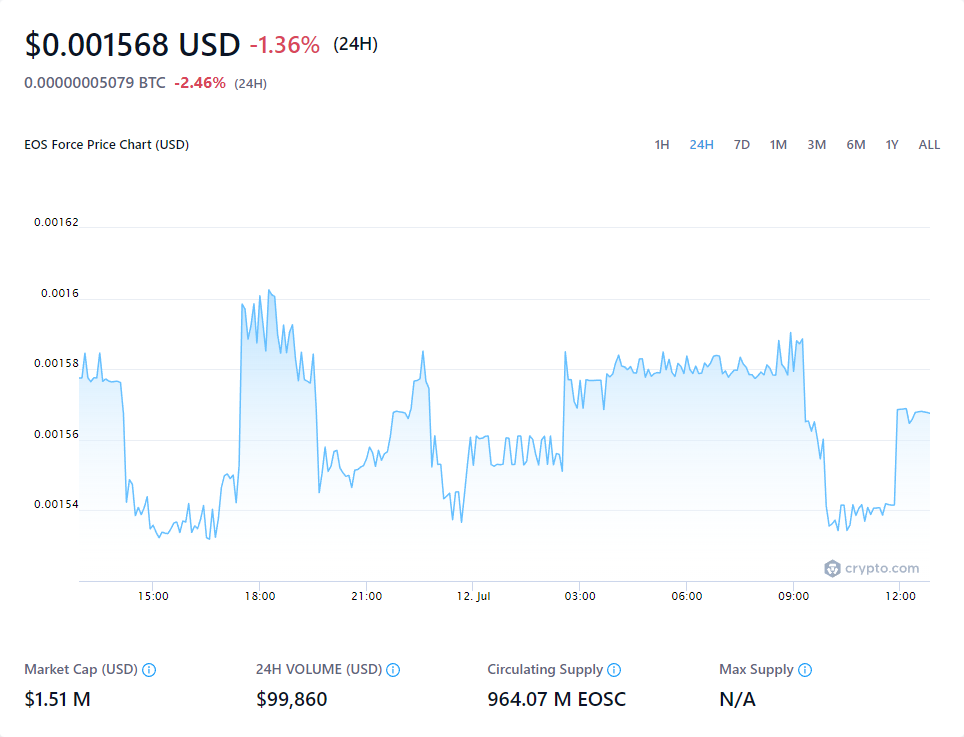 $0.001568 USD -1.36% (24H)
0.00000005079 BTC -2.46% (24H)
EOS Force Price Chart (USD) 1H 24H 7D 1M 3M 6M 1Y ALL
0.00162
0.0016
0.00158
0.00156
0.00154
crypto.com
15:00 18:00 21:00 12. Jul 03:00 06:00 09:00 12:00
Market Cap (USD) 24H VOLUME (USD) Circulating Supply Max Supply
$1.51 M $99,860 964.07 M EOSC N/A